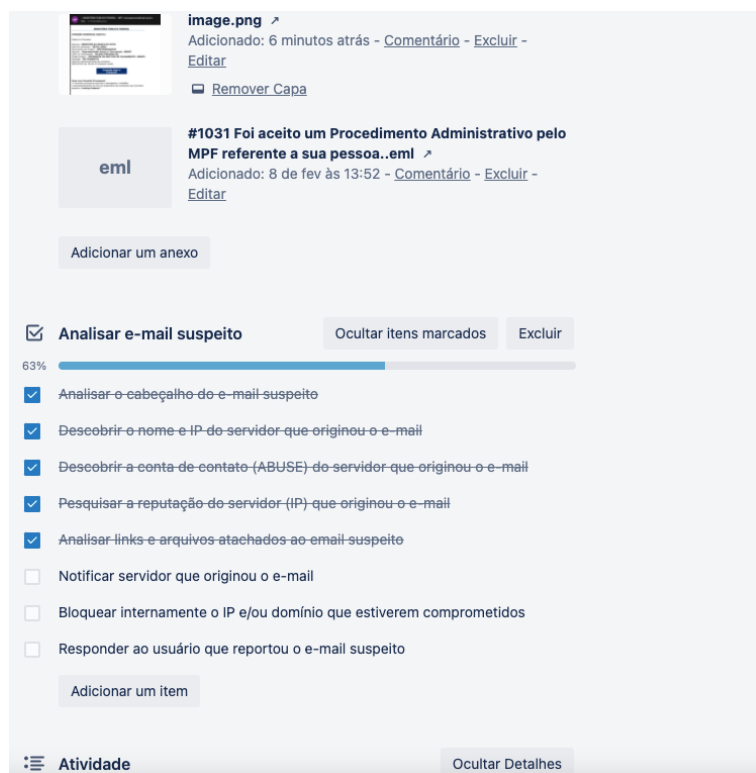 image.png ↗
Adicionado: 6 minutos atrás - Comentário - Excluir -
Editar
Remover Capa
#1031 Foi aceito um Procedimento Administrativo pelo
MPF referente a sua pessoa..eml ↗
eml
Adicionado: 8 de fev às 13:52 - Comentário - Excluir -
Editar
Adicionar um anexo
Analisar e-mail suspeito
Ocultar itens marcados
Excluir
63%
Analisar o cabeçalho do e-mail suspeito
Descobrir o nome e IP do servidor que originou o e-mail
Descobrir a conta de contato (ABUSE) do servidor que originou o e-mail
Pesquisar a reputação do servidor (IP) que originou o e-mail
Analisar links e arquivos atachados ao email suspeito
Notificar servidor que originou o e-mail
Bloquear internamente o IP e/ou domínio que estiverem comprometidos
Responder ao usuário que reportou o e-mail suspeito
Adicionar um item
Atividade
Ocultar Detalhes